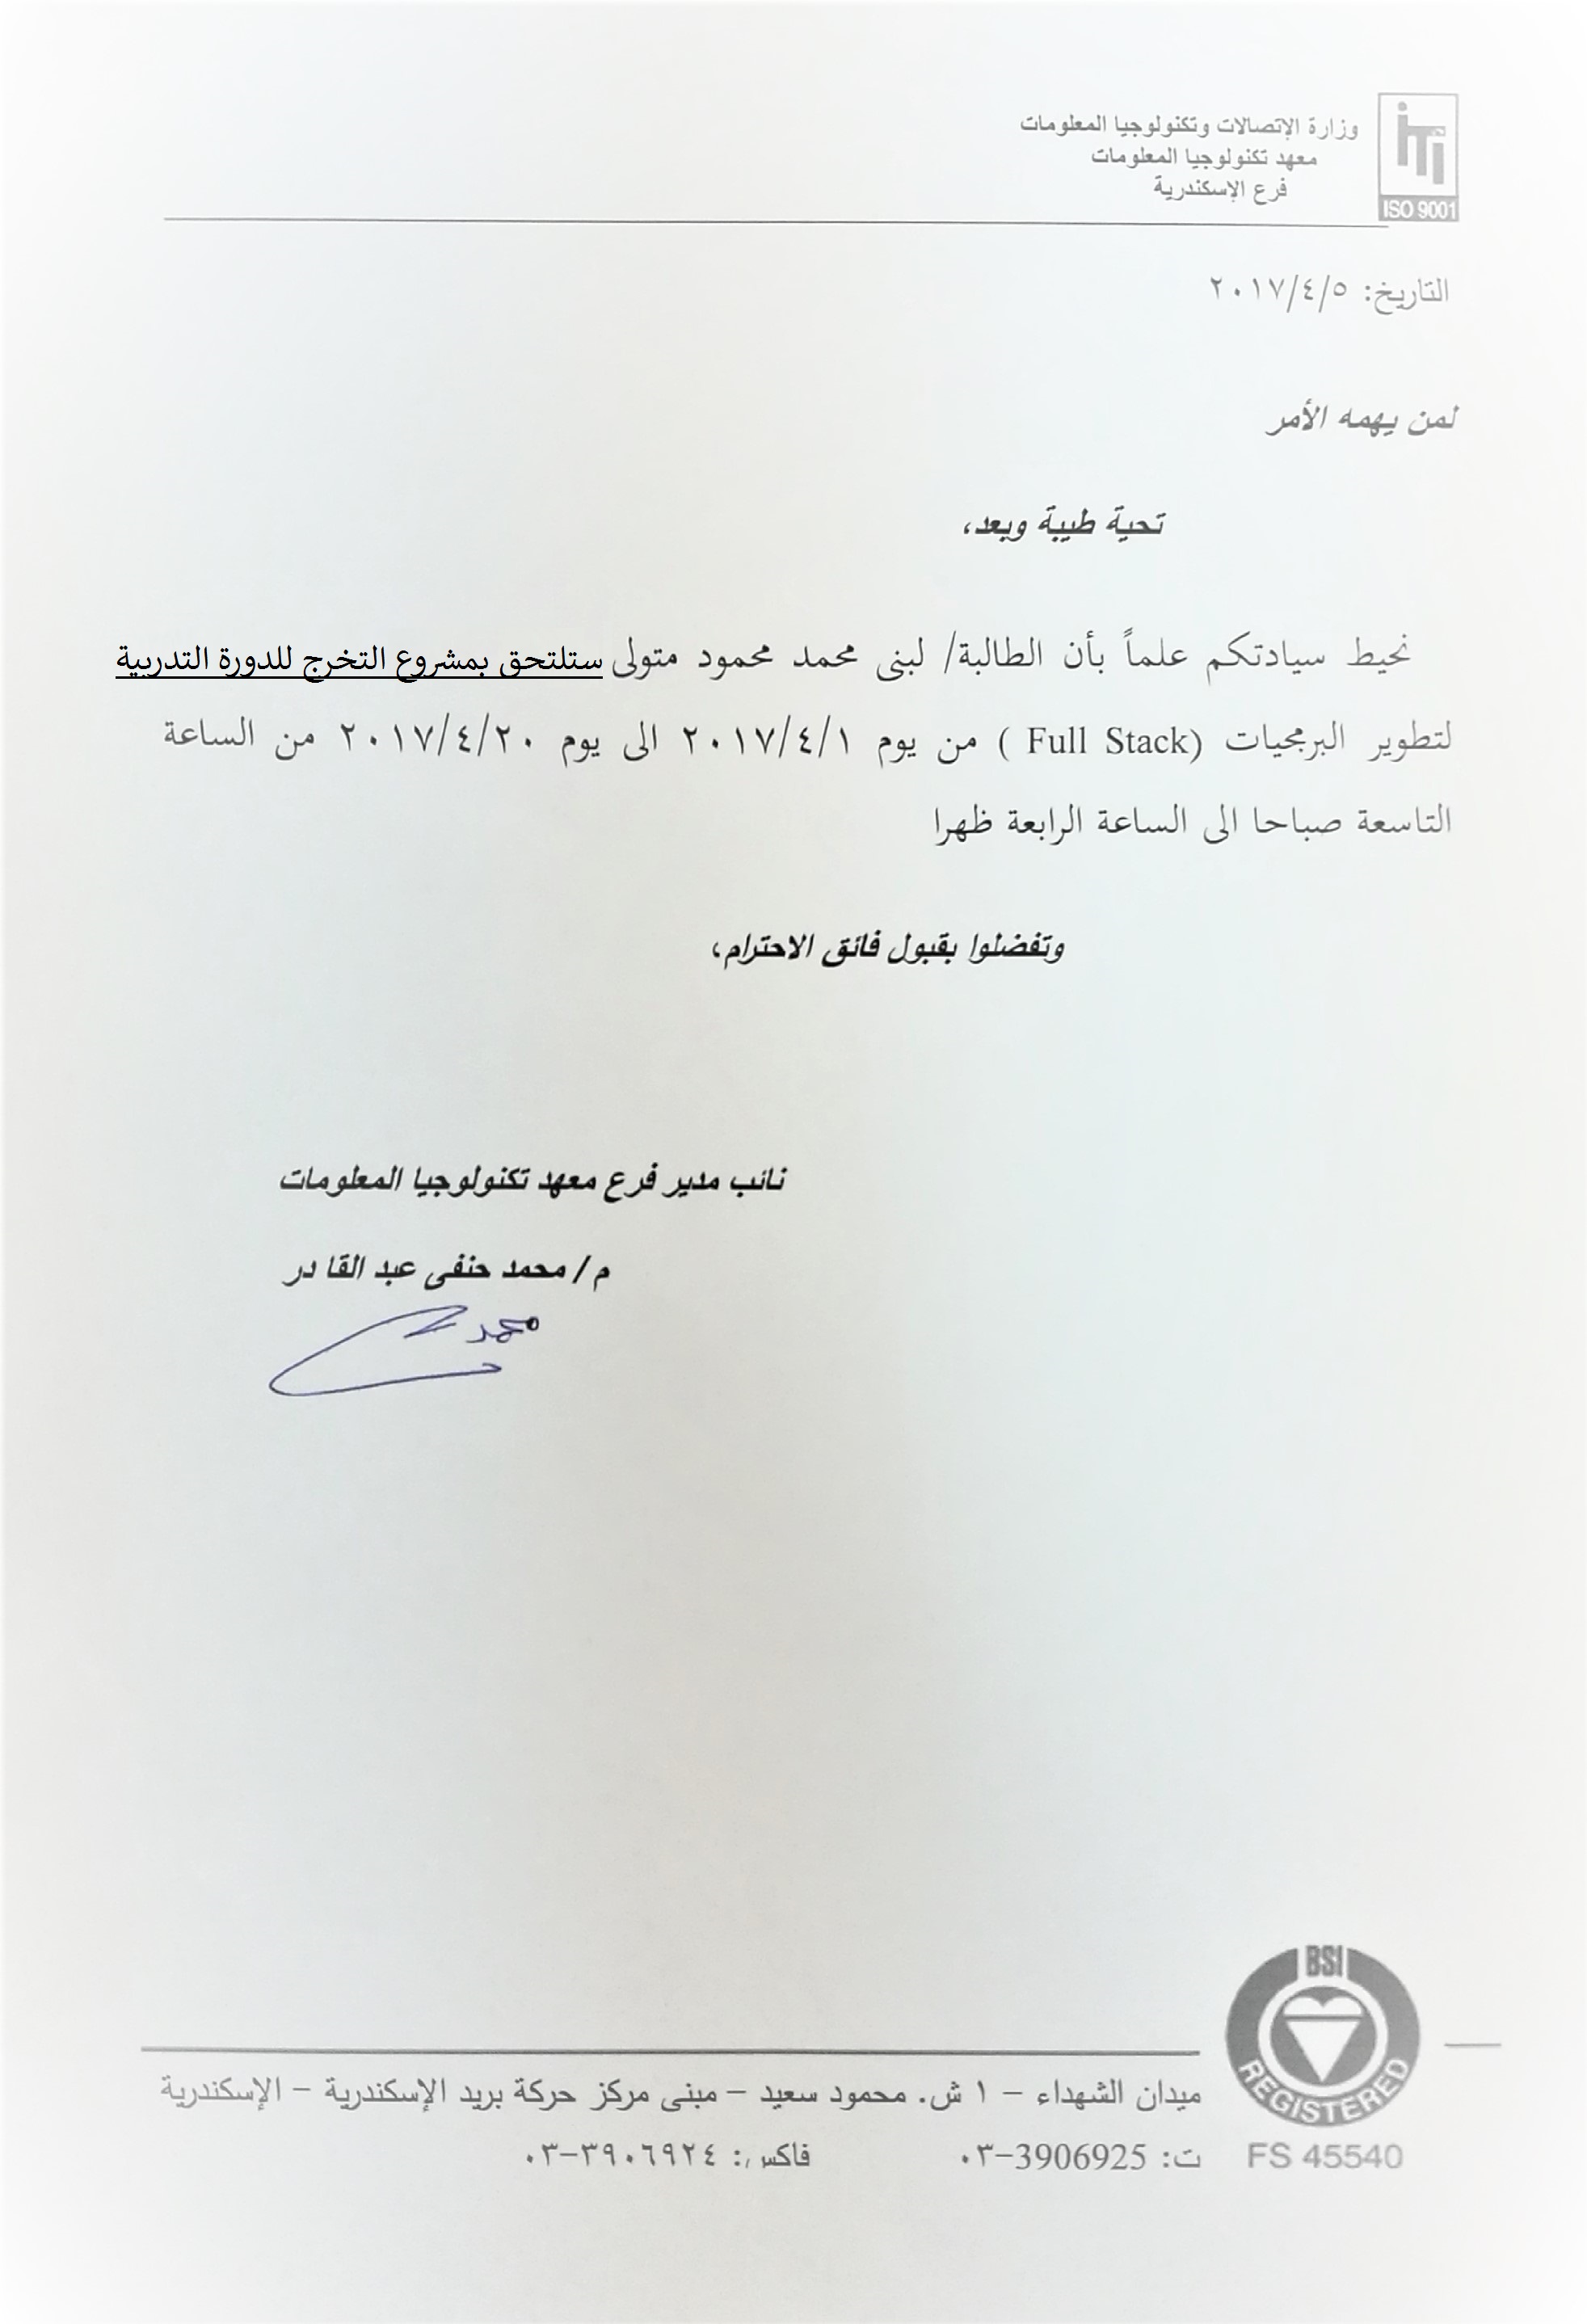 iTi
ISO 9001
وزارة الإتصالات وتكنولوجيا المعلومات
معهد تكنولوجيا المعلومات
فرع الإسكندرية
التاريخ: ٢٠١٧/٤/٥
لمن يهمه الأمر
تحية طيبة وبعد،
نحيط سيادتكم علماً بأن الطالبة/ لبنى محمد محمود متولى ستلتحق بمشروع التخرج للدورة التدربية
لتطوير البرمجيات (Full Stack ) من يوم ٢٠١٧/٤/١ الى يوم ٢٠١٧/٤/٢٠ من الساعة
التاسعة صباحا الى الساعة الرابعة ظهرا
وتفضلوا بقبول فائق الاحترام،
نائب مدير فرع معهد تكنولوجيا المعلومات
م / محمد حنفى عبد القا در
محمد
ميدان الشهداء – ١ ش. محمود سعيد – مبنى مركز حركة بريد الإسكندرية – الإسكندرية
ت: 3906925–٠٣ فاكس: ٣٩٠٦٩٢٤–٠٣
BSI
REGISTERED
FS 45540